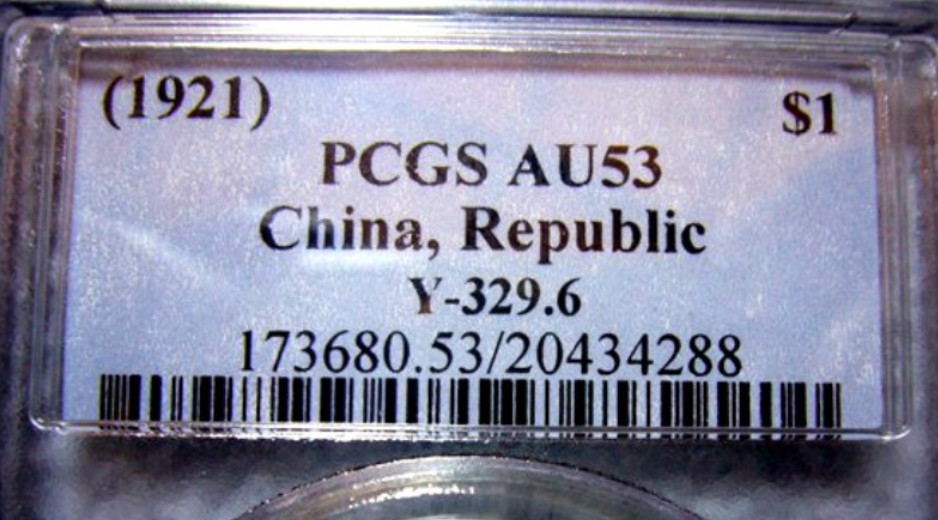 (1921) $1
PCGS AU53
China, Republic
Y-329.6
173680.53/20434288